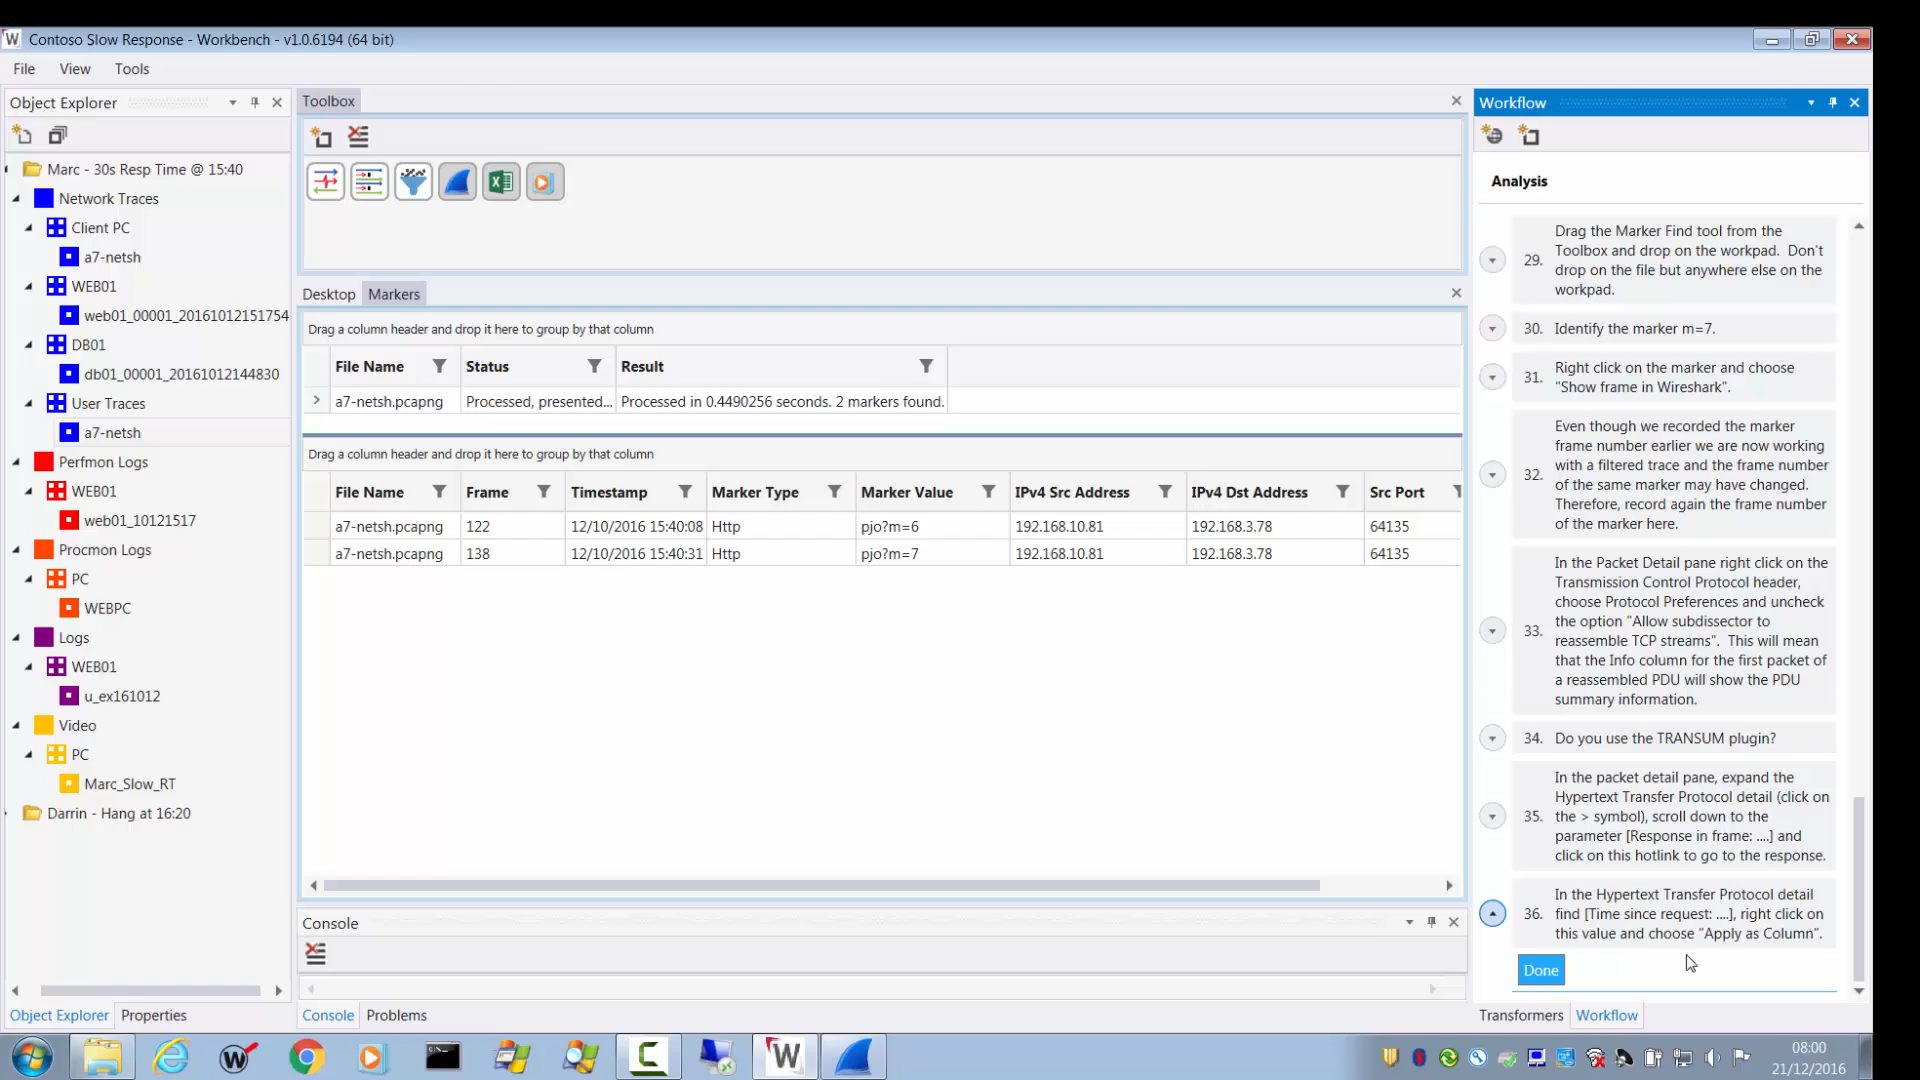 Contoso Slow Response - Workbench - v1.0.6194 (64 bit)
File View Tools
Object Explorer
Marc - 30s Resp Time @ 15:40
Network Traces
Client PC
a7-netsh
WEB01
web01_00001_20161012151754
DB01
db01_00001_20161012144830
User Traces
a7-netsh
Perfmon Logs
WEB01
web01_10121517
Procmon Logs
PC
WEBPC
Logs
WEB01
u_ex161012
Video
PC
Marc_Slow_RT
Darrin - Hang at 16:20
Object Explorer Properties
Toolbox
Desktop Markers
Drag a column header and drop it here to group by that column
File Name Status Result
a7-netsh.pcapng Processed, presented... Processed in 0.4490256 seconds. 2 markers found.
Drag a column header and drop it here to group by that column
File Name Frame Timestamp Marker Type Marker Value IPv4 Src Address IPv4 Dst Address Src Port
a7-netsh.pcapng 122 12/10/2016 15:40:08 Http pjo?m=6 192.168.10.81 192.168.3.78 64135
a7-netsh.pcapng 138 12/10/2016 15:40:31 Http pjo?m=7 192.168.10.81 192.168.3.78 64135
Console
Console Problems
Workflow
Analysis
29. Drag the Marker Find tool from the
Toolbox and drop on the workpad. Don't
drop on the file but anywhere else on the
workpad.
30. Identify the marker m=7.
31. Right click on the marker and choose
"Show frame in Wireshark".
32. Even though we recorded the marker
frame number earlier we are now working
with a filtered trace and the frame number
of the same marker may have changed.
Therefore, record again the frame number
of the marker here.
33. In the Packet Detail pane right click on the
Transmission Control Protocol header,
choose Protocol Preferences and uncheck
the option "Allow subdissector to
reassemble TCP streams". This will mean
that the Info column for the first packet of
a reassembled PDU will show the PDU
summary information.
34. Do you use the TRANSUM plugin?
35. In the packet detail pane, expand the
Hypertext Transfer Protocol detail (click on
the > symbol), scroll down to the
parameter [Response in frame: ....] and
click on this hotlink to go to the response.
36. In the Hypertext Transfer Protocol detail
find [Time since request: ....], right click on
this value and choose "Apply as Column".
Done
Transformers Workflow
08:00
21/12/2016